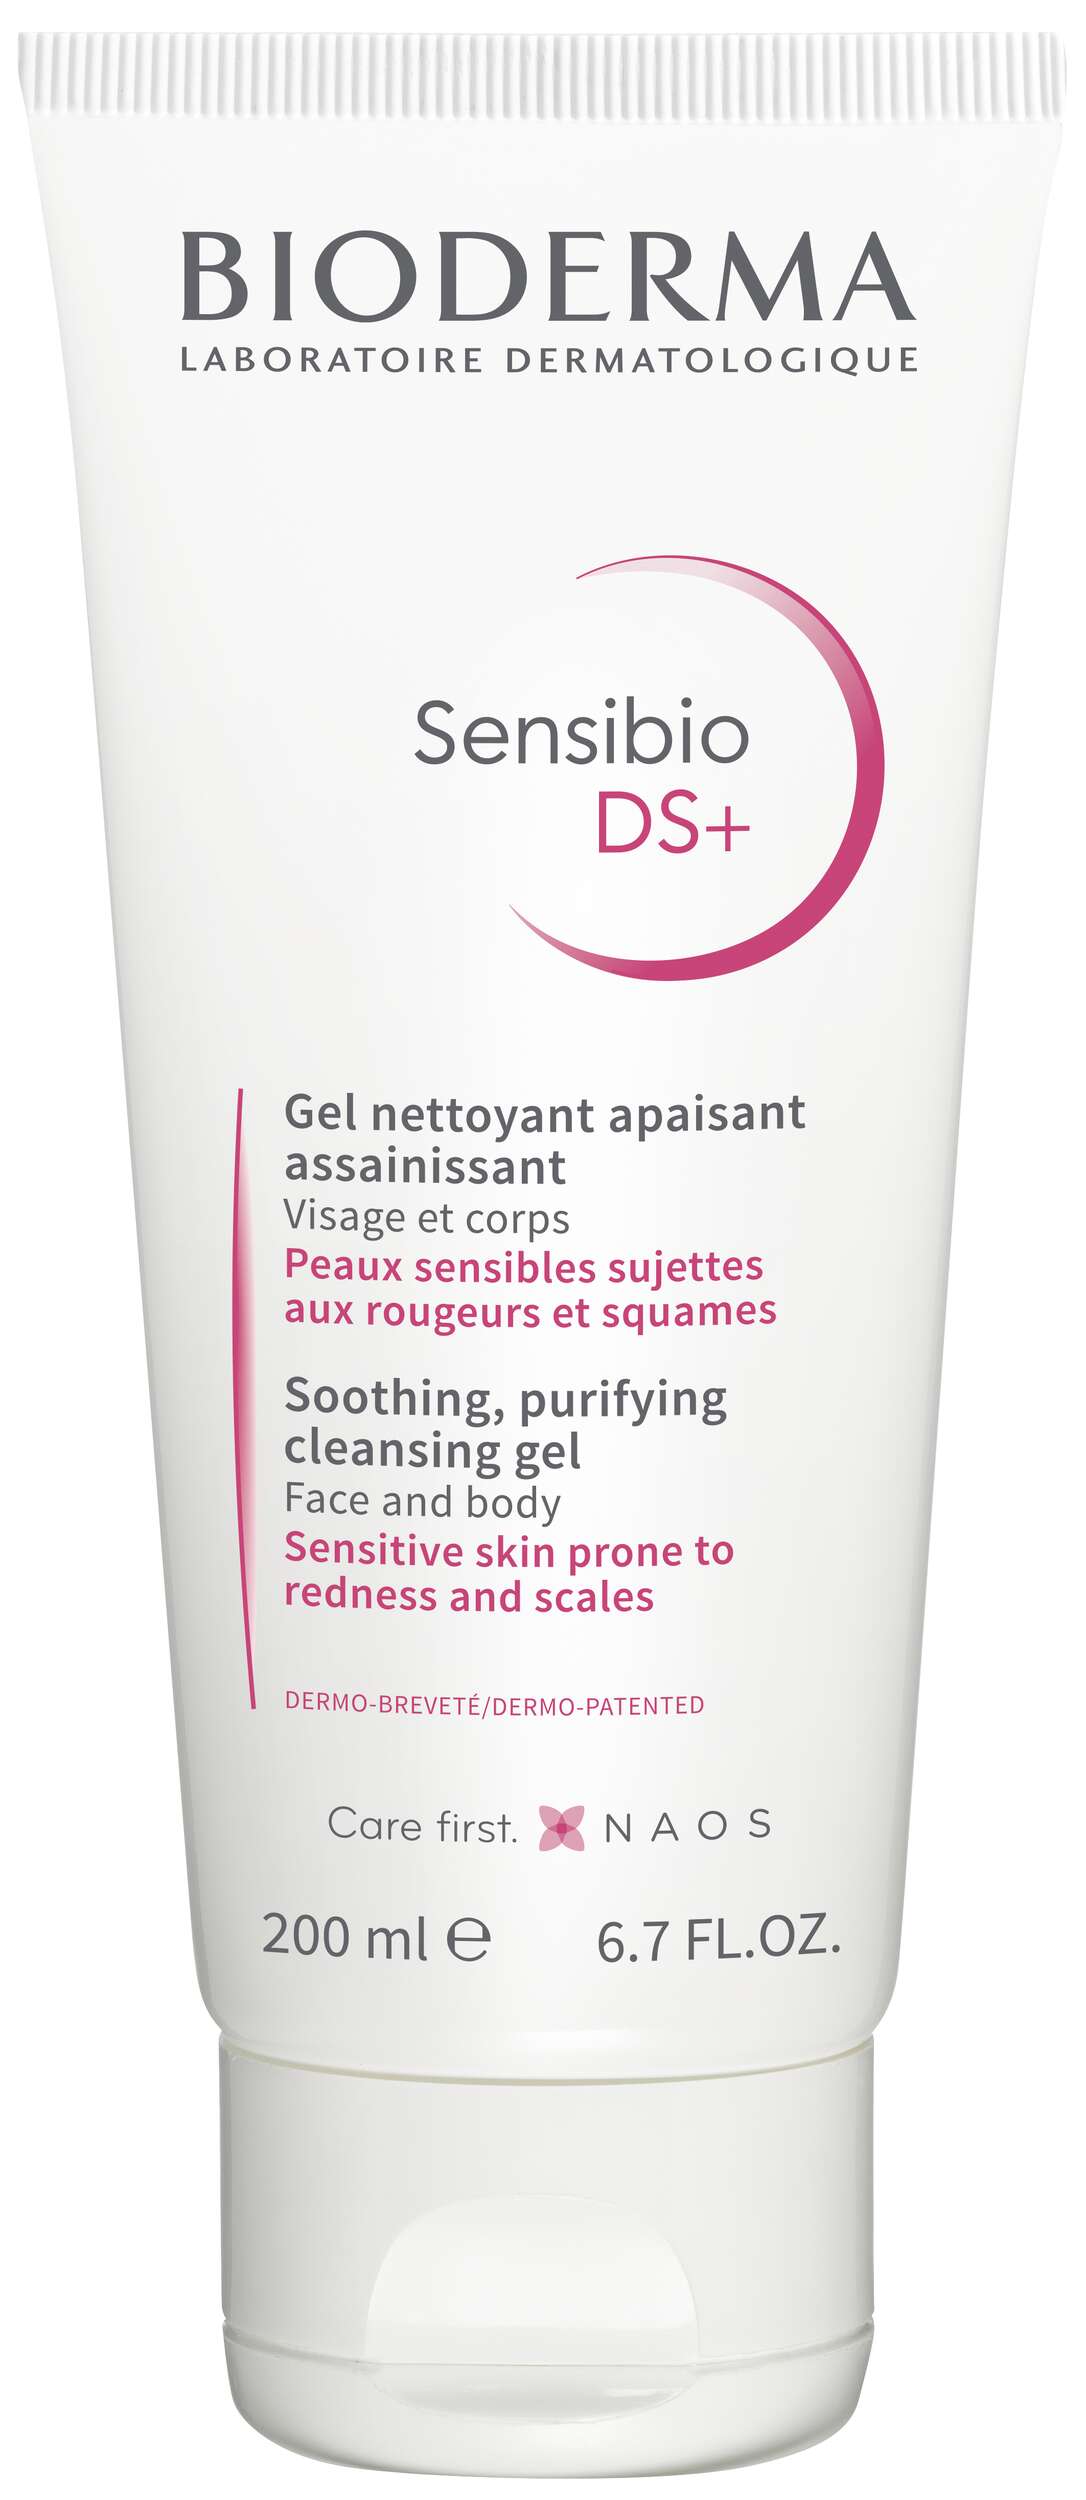 BIODERMA
LABORATOIRE DERMATOLOGIQUE
Sensibio
DS+
Gel nettoyant apaisant
assainissant
Visage et corps
Peaux sensibles sujettes
aux rougeurs et squames
Soothing, purifying
cleansing gel
Face and body
Sensitive skin prone to
redness and scales
DERMO-BREVETÉ/DERMO-PATENTED
Care first. NAOS
200 ml ℮ 6.7 FL.OZ.